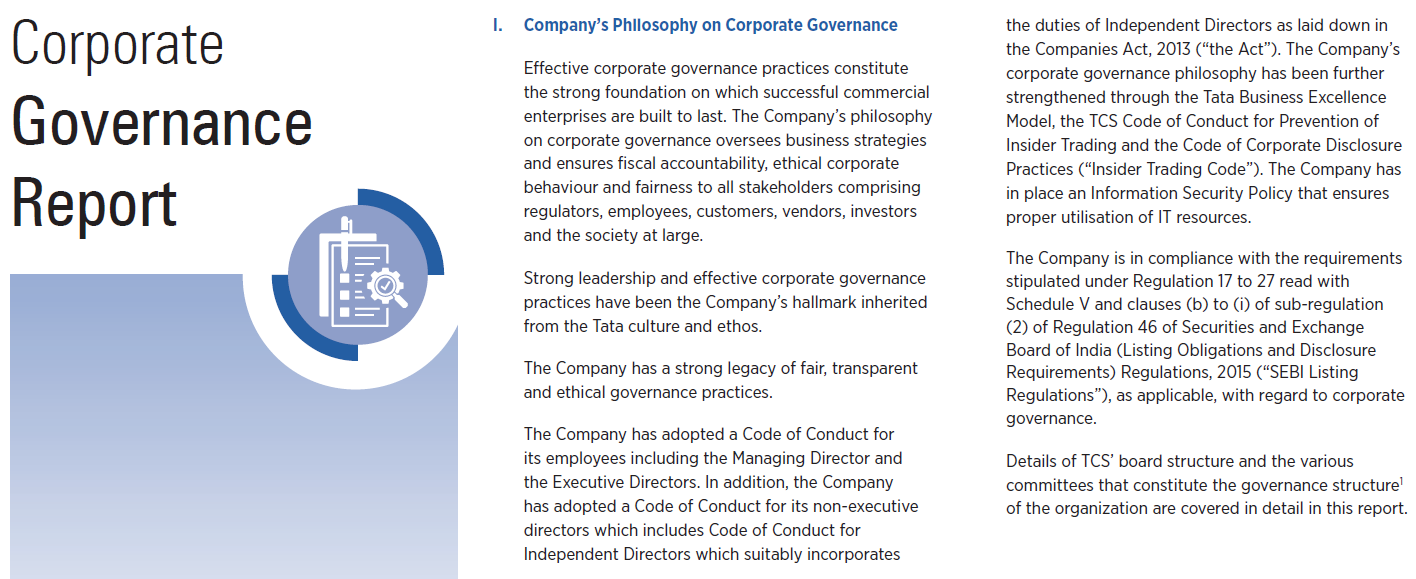 Corporate
Governance
Report
I. Company’s Philosophy on Corporate Governance
Effective corporate governance practices constitute
the strong foundation on which successful commercial
enterprises are built to last. The Company’s philosophy
on corporate governance oversees business strategies
and ensures fiscal accountability, ethical corporate
behaviour and fairness to all stakeholders comprising
regulators, employees, customers, vendors, investors
and the society at large.
Strong leadership and effective corporate governance
practices have been the Company’s hallmark inherited
from the Tata culture and ethos.
The Company has a strong legacy of fair, transparent
and ethical governance practices.
The Company has adopted a Code of Conduct for
its employees including the Managing Director and
the Executive Directors. In addition, the Company
has adopted a Code of Conduct for its non-executive
directors which includes Code of Conduct for
Independent Directors which suitably incorporates
the duties of Independent Directors as laid down in
the Companies Act, 2013 (“the Act”). The Company’s
corporate governance philosophy has been further
strengthened through the Tata Business Excellence
Model, the TCS Code of Conduct for Prevention of
Insider Trading and the Code of Corporate Disclosure
Practices (“Insider Trading Code”). The Company has
in place an Information Security Policy that ensures
proper utilisation of IT resources.
The Company is in compliance with the requirements
stipulated under Regulation 17 to 27 read with
Schedule V and clauses (b) to (i) of sub-regulation
(2) of Regulation 46 of Securities and Exchange
Board of India (Listing Obligations and Disclosure
Requirements) Regulations, 2015 (“SEBI Listing
Regulations”), as applicable, with regard to corporate
governance.
Details of TCS’ board structure and the various
committees that constitute the governance structure¹
of the organization are covered in detail in this report.